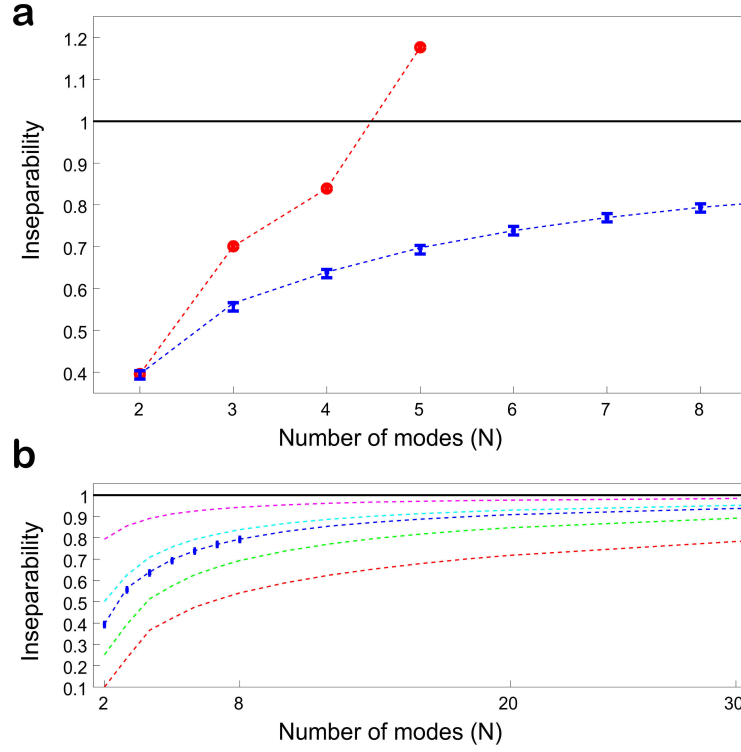 a
1.2
1.1
1
0.9
0.8
0.7
0.6
0.5
0.4
Inseparability
2 3 4 5 6 7 8
Number of modes (N)
b
1
0.9
0.8
0.7
0.6
0.5
0.4
0.3
0.2
0.1
Inseparability
2 8 20 30
Number of modes (N)